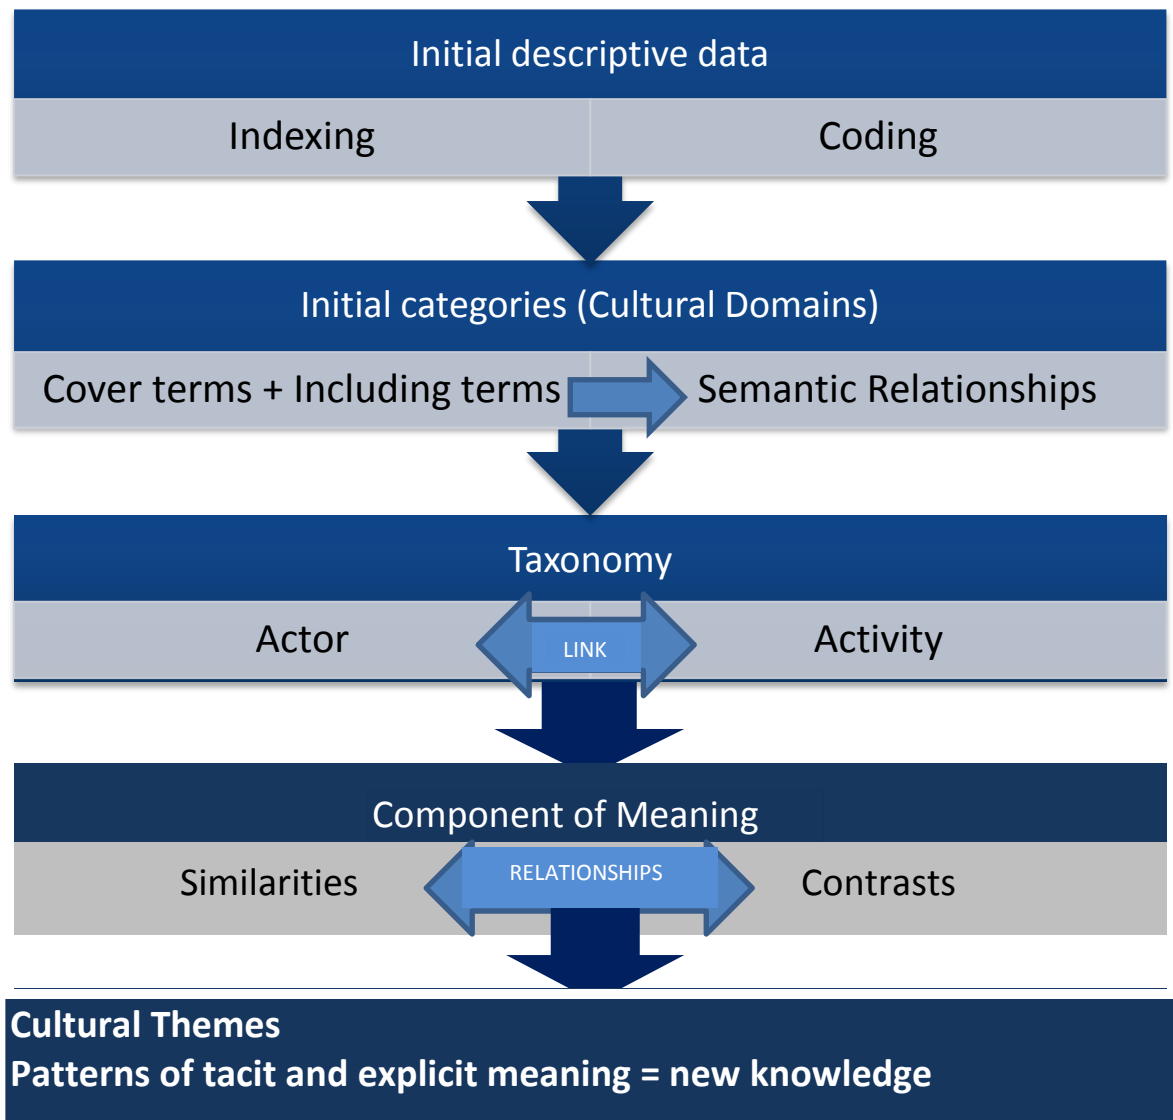 Initial descriptive data
Indexing
Coding
Initial categories (Cultural Domains)
Cover terms + Including terms
Semantic Relationships
Taxonomy
Actor
LINK
Activity
Component of Meaning
Similarities
RELATIONSHIPS
Contrasts
Cultural Themes
Patterns of tacit and explicit meaning = new knowledge